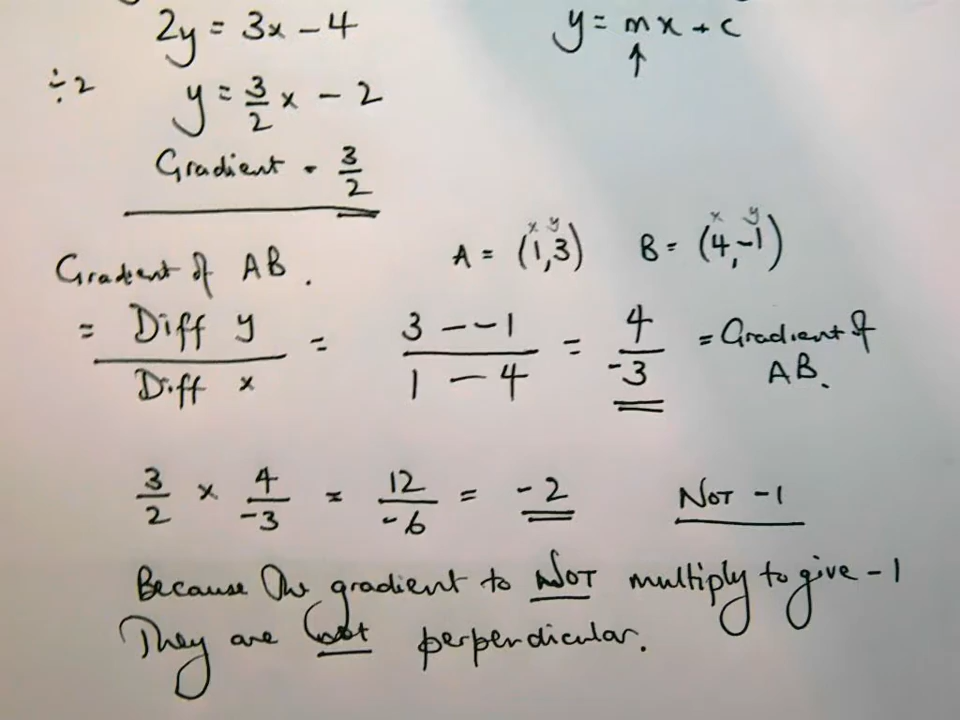 2y = 3x - 4
y = mx + c
↑
÷2
y = 3/2 x - 2
Gradient = 3/2
x y
x y
Gradient of AB.
A = (1,3)
B = (4,-1)
= Diff y / Diff x = 3 - -1 / 1 - 4 = 4 / -3 = Gradient of
AB.
3/2 × 4/-3 = 12/-6 = -2
NOT -1
Because the gradient to NOT multiply to give -1
They are not perpendicular.